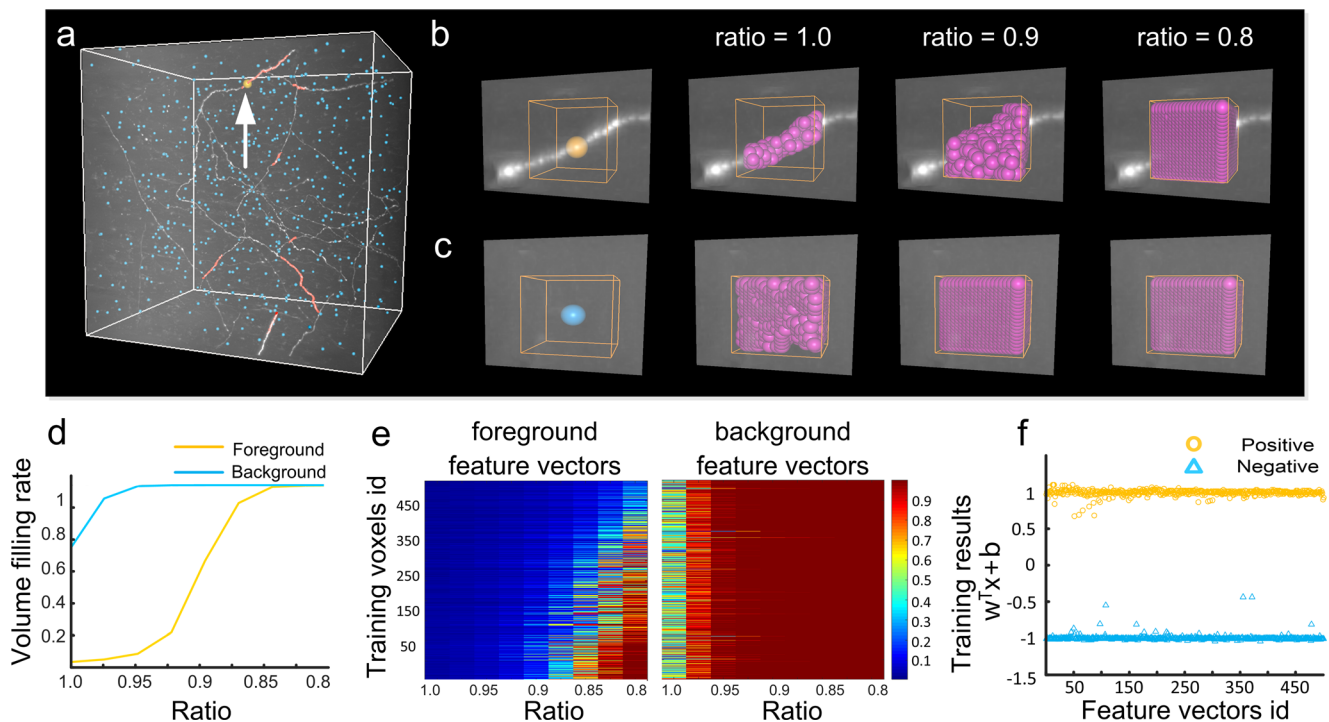 a
b
ratio = 1.0
ratio = 0.9
ratio = 0.8
c
d
Foreground
Background
Volume filling rate
1
0.8
0.6
0.4
0.2
1.0
0.95
0.9
0.85
0.8
Ratio
e
foreground
feature vectors
background
feature vectors
Training voxels id
450
350
250
150
50
1.0
0.95
0.9
0.85
0.8
Ratio
1.0
0.95
0.9
0.85
0.8
Ratio
0.9
0.8
0.7
0.6
0.5
0.4
0.3
0.2
0.1
f
Positive
Negative
Training results
wᵀx+b
1
0.5
0
-0.5
-1
-1.5
50
150
250
350
450
Feature vectors id